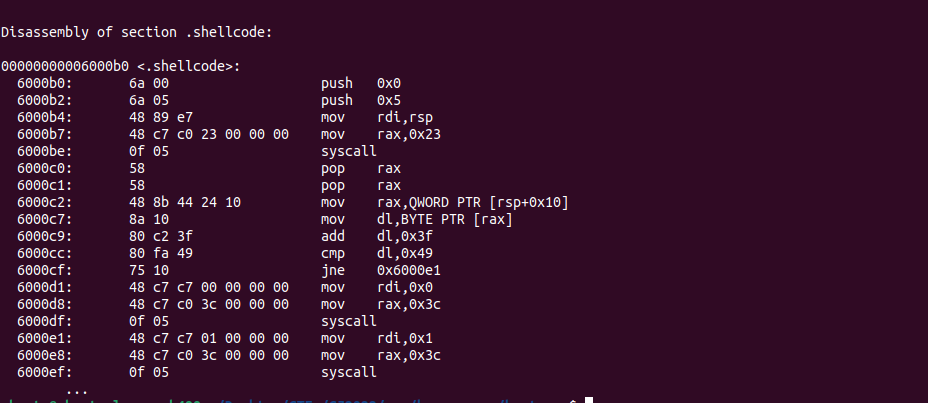 Disassembly of section .shellcode:
00000000006000b0 <.shellcode>:
6000b0: 6a 00 push 0x0
6000b2: 6a 05 push 0x5
6000b4: 48 89 e7 mov rdi,rsp
6000b7: 48 c7 c0 23 00 00 00 mov rax,0x23
6000be: 0f 05 syscall
6000c0: 58 pop rax
6000c1: 58 pop rax
6000c2: 48 8b 44 24 10 mov rax,QWORD PTR [rsp+0x10]
6000c7: 8a 10 mov dl,BYTE PTR [rax]
6000c9: 80 c2 3f add dl,0x3f
6000cc: 80 fa 49 cmp dl,0x49
6000cf: 75 10 jne 0x6000e1
6000d1: 48 c7 c7 00 00 00 00 mov rdi,0x0
6000d8: 48 c7 c0 3c 00 00 00 mov rax,0x3c
6000df: 0f 05 syscall
6000e1: 48 c7 c7 01 00 00 00 mov rdi,0x1
6000e8: 48 c7 c0 3c 00 00 00 mov rax,0x3c
6000ef: 0f 05 syscall
...